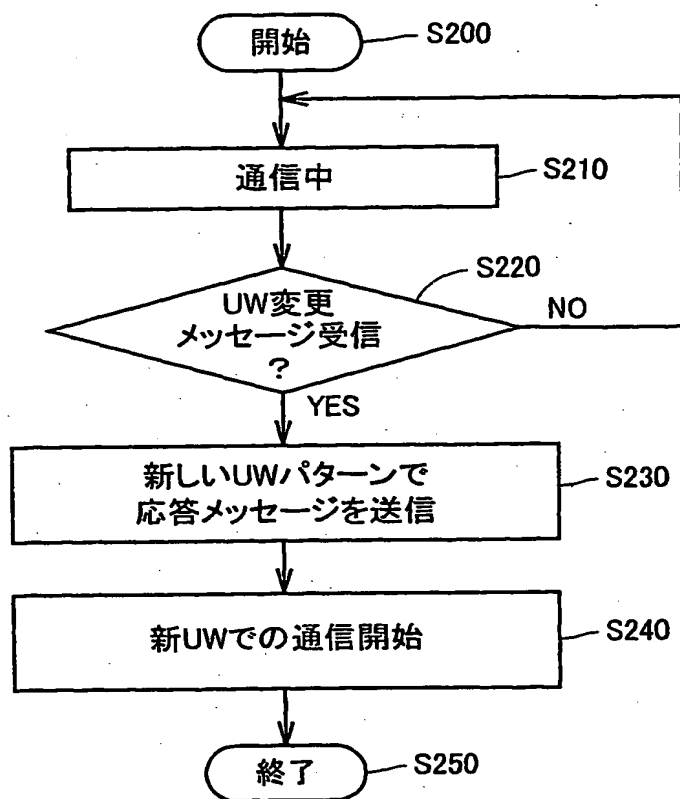 開始
S200
通信中
S210
S220
UW変更
メッセージ受信
?
NO
YES
新しいUWパターンで
応答メッセージを送信
S230
新UWでの通信開始
S240
終了
S250